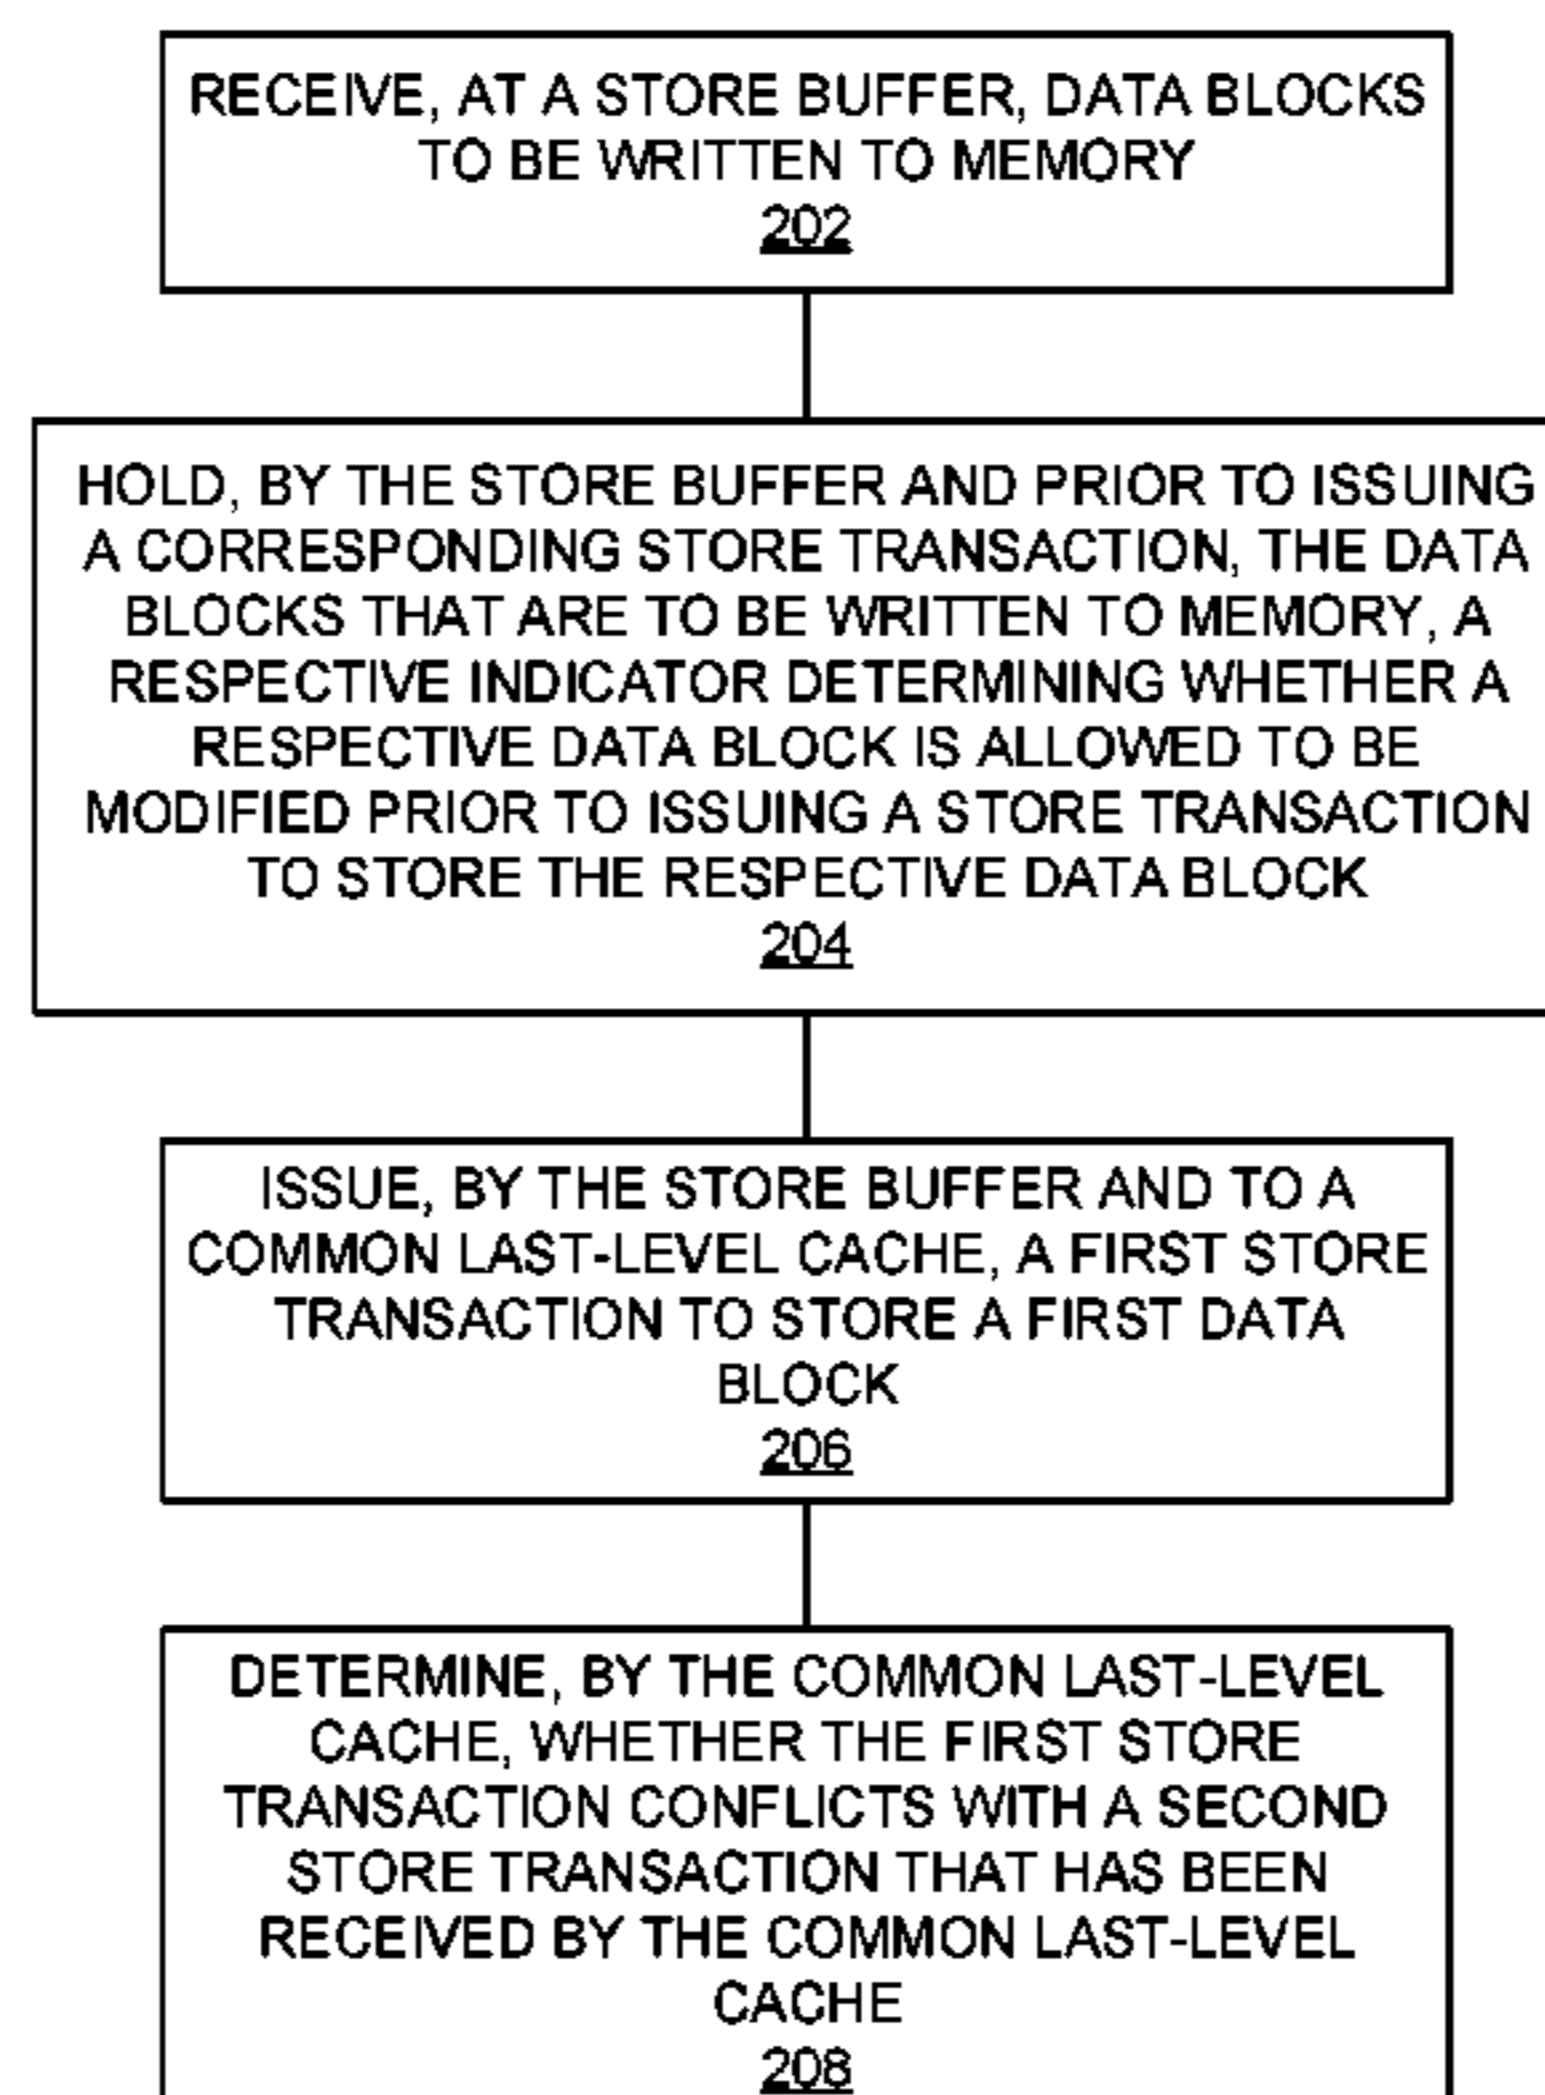 RECEIVE, AT A STORE BUFFER, DATA BLOCKS
TO BE WRITTEN TO MEMORY
202
HOLD, BY THE STORE BUFFER AND PRIOR TO ISSUING
A CORRESPONDING STORE TRANSACTION, THE DATA
BLOCKS THAT ARE TO BE WRITTEN TO MEMORY, A
RESPECTIVE INDICATOR DETERMINING WHETHER A
RESPECTIVE DATA BLOCK IS ALLOWED TO BE
MODIFIED PRIOR TO ISSUING A STORE TRANSACTION
TO STORE THE RESPECTIVE DATA BLOCK
204
ISSUE, BY THE STORE BUFFER AND TO A
COMMON LAST-LEVEL CACHE, A FIRST STORE
TRANSACTION TO STORE A FIRST DATA
BLOCK
206
DETERMINE, BY THE COMMON LAST-LEVEL
CACHE, WHETHER THE FIRST STORE
TRANSACTION CONFLICTS WITH A SECOND
STORE TRANSACTION THAT HAS BEEN
RECEIVED BY THE COMMON LAST-LEVEL
CACHE
208